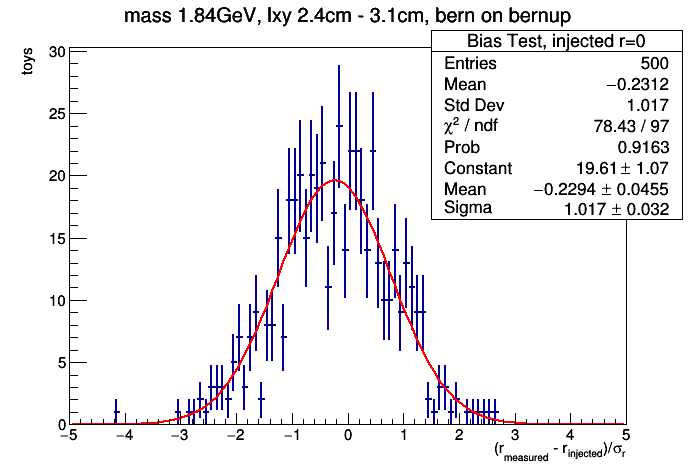 mass 1.84GeV, lxy 2.4cm - 3.1cm, bern on bernup
Bias Test, injected r=0
Entries 500
Mean −0.2312
Std Dev 1.017
χ² / ndf 78.43 / 97
Prob 0.9163
Constant 19.61 ± 1.07
Mean −0.2294 ± 0.0455
Sigma 1.017 ± 0.032
toys
30
25
20
15
10
5
0
−5 −4 −3 −2 −1 0 1 2 3 4 5
(r_measured - r_injected)/σ_r